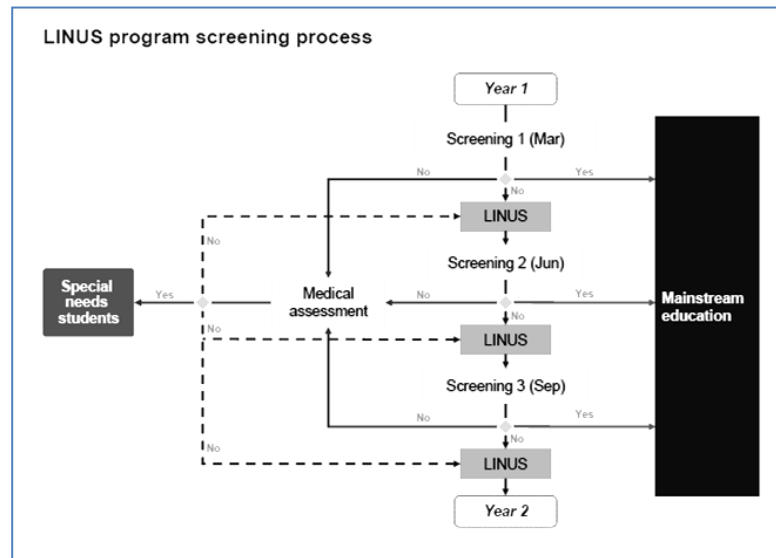 LINUS program screening process
Year 1
Screening 1 (Mar)
No
Yes
No
LINUS
No
Screening 2 (Jun)
Special
needs
students
Yes
Medical
assessment
No
Yes
Mainstream
education
No
No
LINUS
Screening 3 (Sep)
No
Yes
No
No
LINUS
Year 2